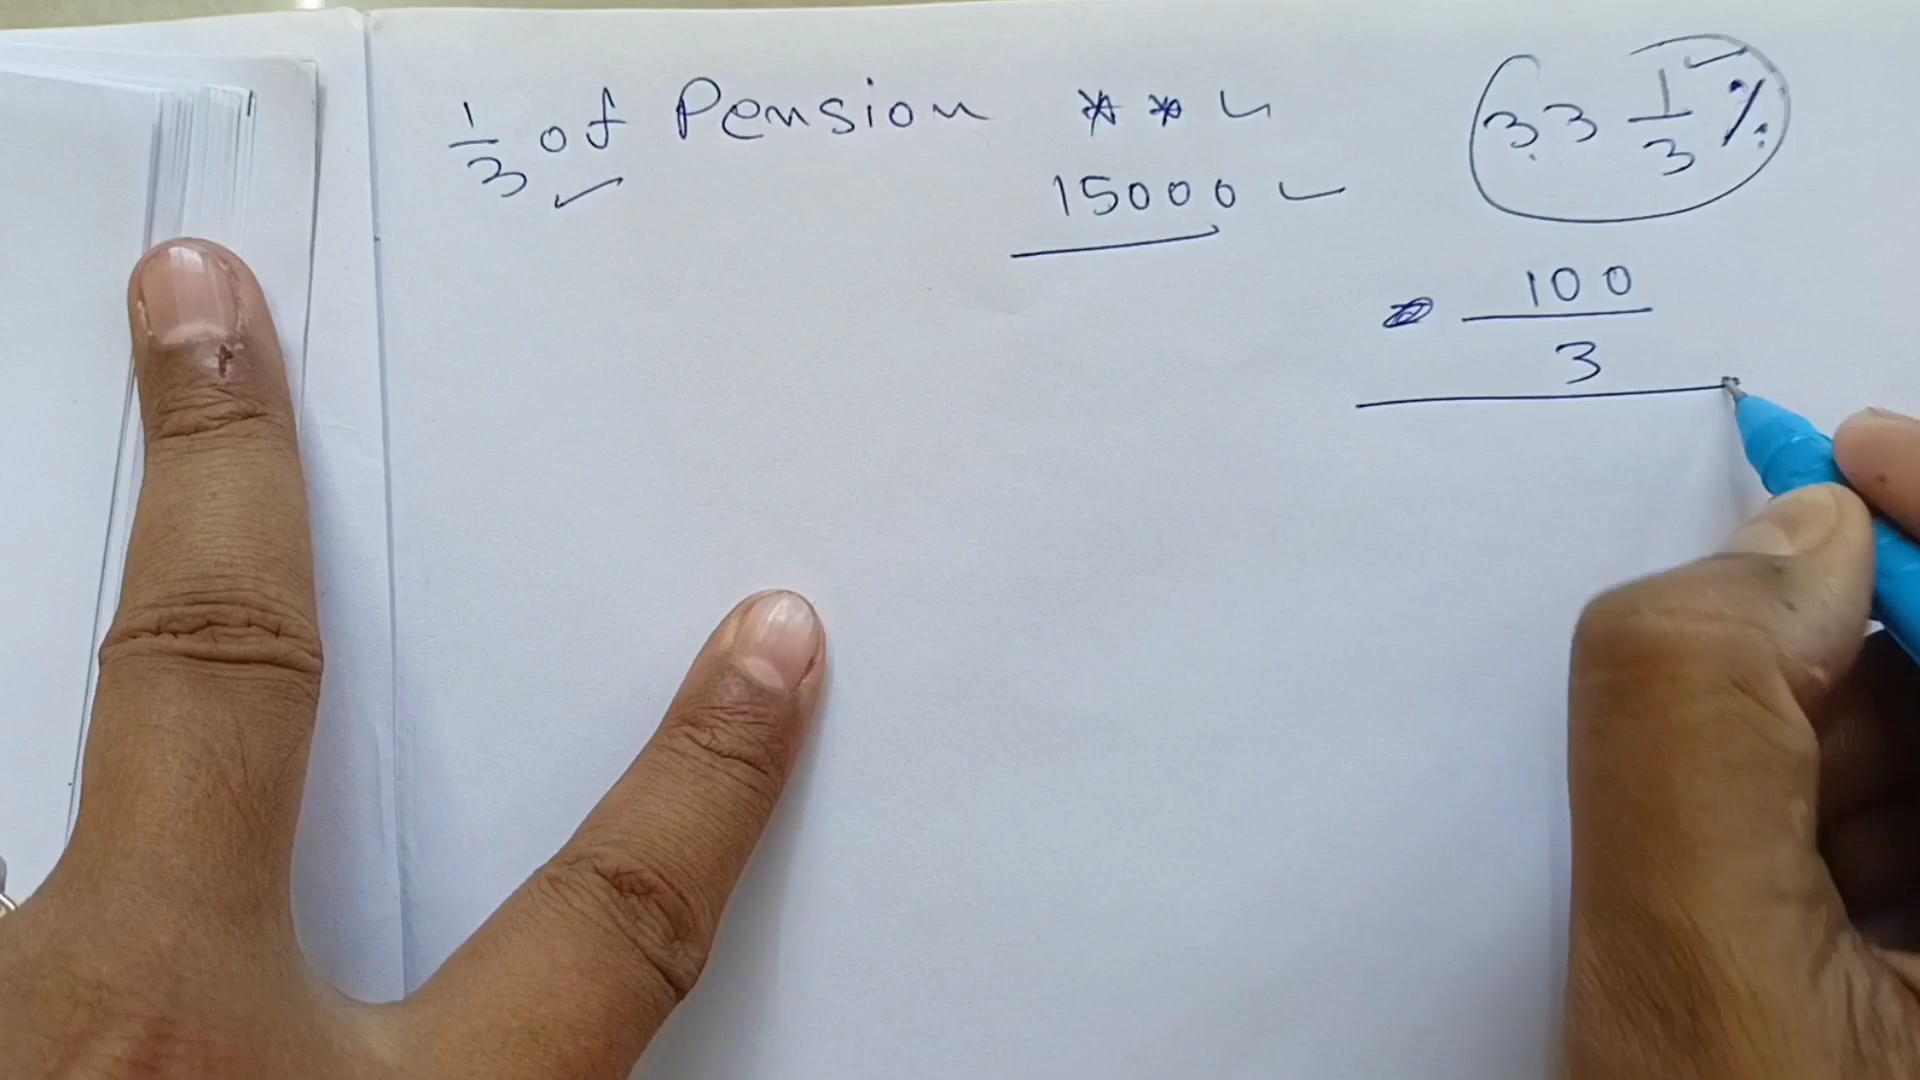 1/3 of Pension ** ✓
15000 ✓
33 1/3 %
100
3